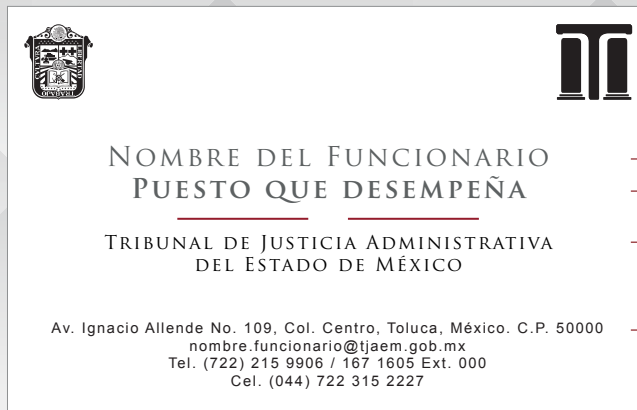 LIBERTAD
TRABAJO
Nombre del Funcionario
Puesto que desempeña
Tribunal de Justicia Administrativa
del Estado de México
Av. Ignacio Allende No. 109, Col. Centro, Toluca, México. C.P. 50000
nombre.funcionario@tjaem.gob.mx
Tel. (722) 215 9906 / 167 1605 Ext. 000
Cel. (044) 722 315 2227